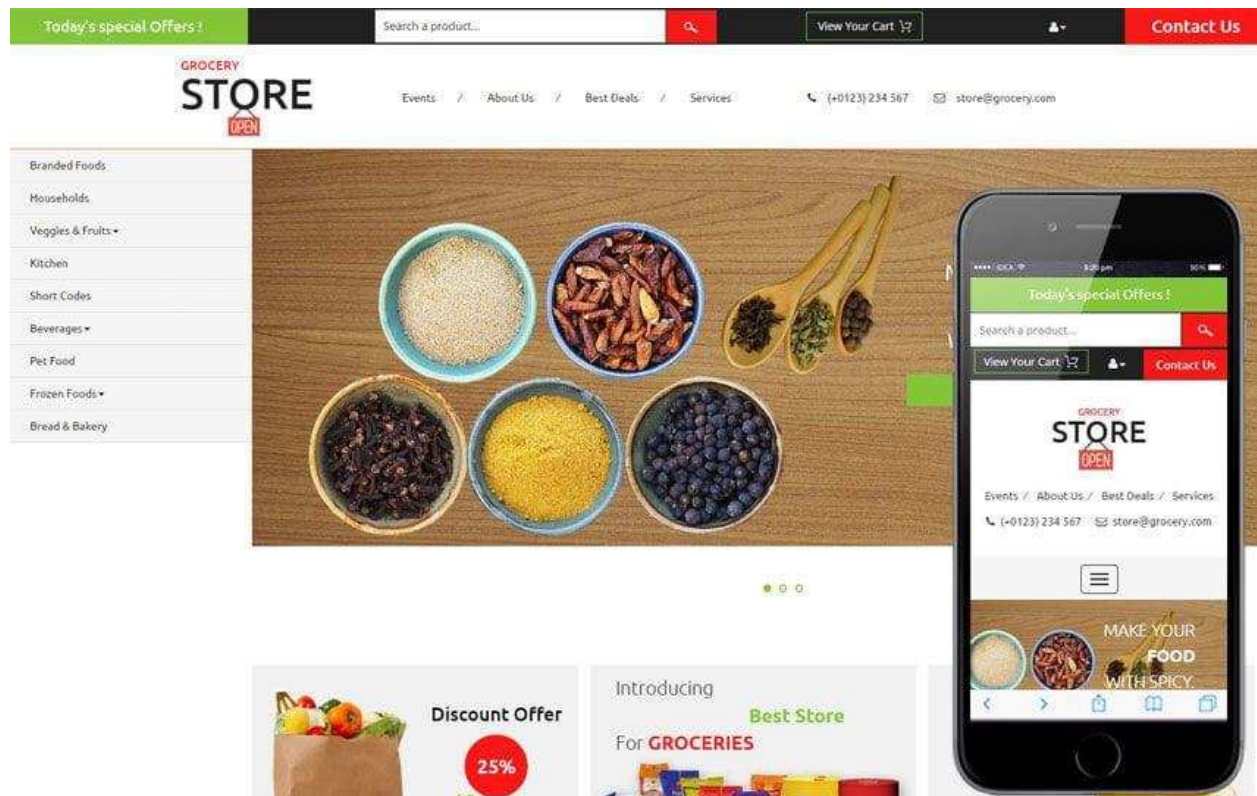 Today's special Offers !
Search a product...
View Your Cart
Contact Us
GROCERY
STORE
OPEN
Events / About Us / Best Deals / Services
(+0123) 234 567
store@grocery.com
Branded Foods
Households
Veggies & Fruits
Kitchen
Short Codes
Beverages
Pet Food
Frozen Foods
Bread & Bakery
Discount Offer
25%
Introducing
Best Store
For GROCERIES
5:20 pm
90%
Today's special Offers !
Search a product...
View Your Cart
Contact Us
GROCERY
STORE
OPEN
Events / About Us / Best Deals / Services
(+0123) 234 567
store@grocery.com
MAKE YOUR
FOOD
WITH SPICY.